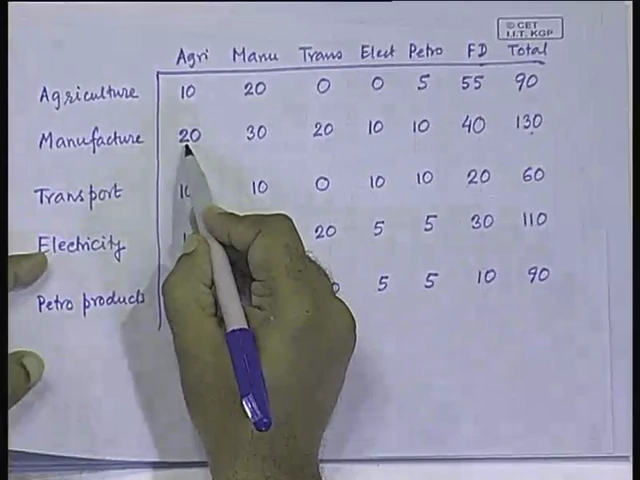 © CET
I.I.T. KGP
Agri Manu Trans Elect Petro FD Total
Agriculture 10 20 0 0 5 55 90
Manufacture 20 30 20 10 10 40 130
Transport 10 10 0 10 10 20 60
Electricity 20 5 5 30 110
Petro products 5 5 10 90